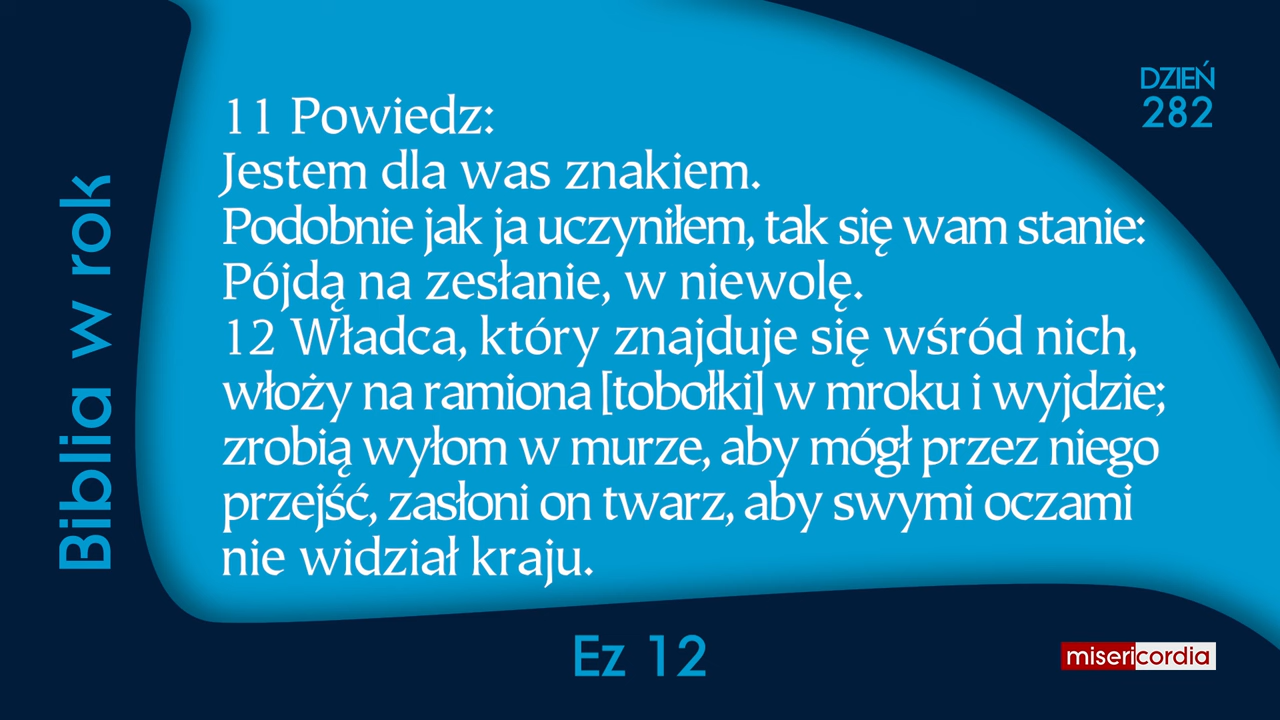 DZIEŃ
282
11 Powiedz:
Jestem dla was znakiem.
Podobnie jak ja uczyniłem, tak się wam stanie:
Pójdą na zesłanie, w niewolę.
12 Władca, który znajduje się wśród nich,
włoży na ramiona [tobołki] w mroku i wyjdzie;
zrobią wyłom w murze, aby mógł przez niego
przejść, zasłoni on twarz, aby swymi oczami
nie widział kraju.
Biblia w rok
Ez 12
misericordia